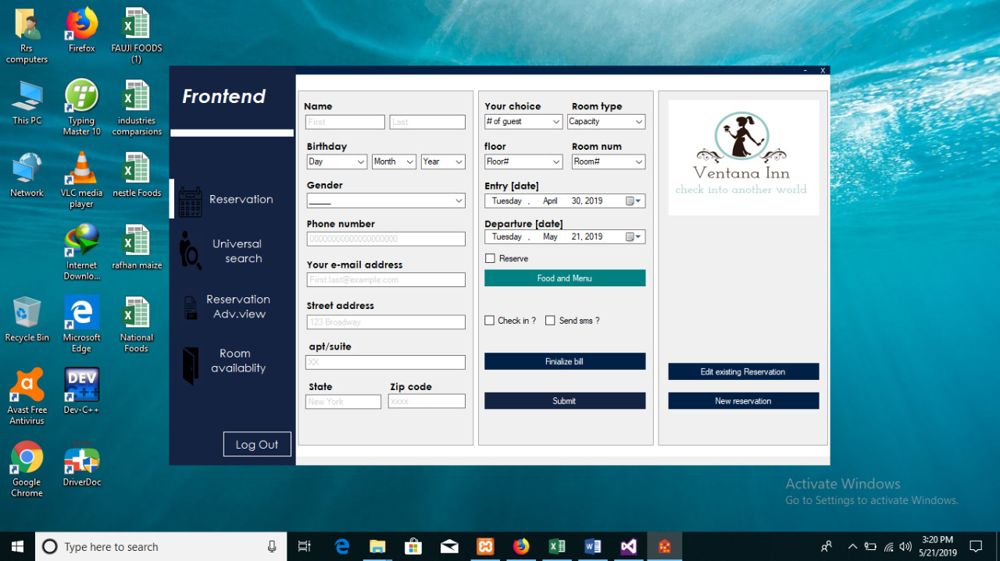 Rrs
computers
Firefox
FAUJI FOODS
(1)
This PC
Typing
Master 10
industries
comparsions
Network
VLC media
player
nestle Foods
Internet
Downlo...
rafhan maize
Recycle Bin
Microsoft
Edge
National
Foods
Avast Free
Antivirus
DEV
C++
Dev-C++
Google
Chrome
DriverDoc
- X
Frontend
Reservation
Universal
search
Reservation
Adv.view
Room
availablity
Log Out
Name
First Last
Birthday
Day Month Year
Gender
Phone number
00000000000000000000
Your e-mail address
First.last@example.com
Street address
123 Broadway
apt/suite
XX
State Zip code
New York xxxx
Your choice Room type
# of guest Capacity
floor Room num
Floor# Room#
Entry [date]
Tuesday , April 30, 2019
Departure [date]
Tuesday , May 21, 2019
Reserve
Food and Menu
Check in ? Send sms ?
Finialize bill
Submit
Ventana Inn
check into another world
Edit existing Reservation
New reservation
Activate Windows
Go to Settings to activate Windows.
Type here to search
3:20 PM
5/21/2019